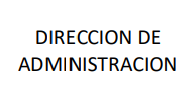 DIRECCION DE
ADMINISTRACION